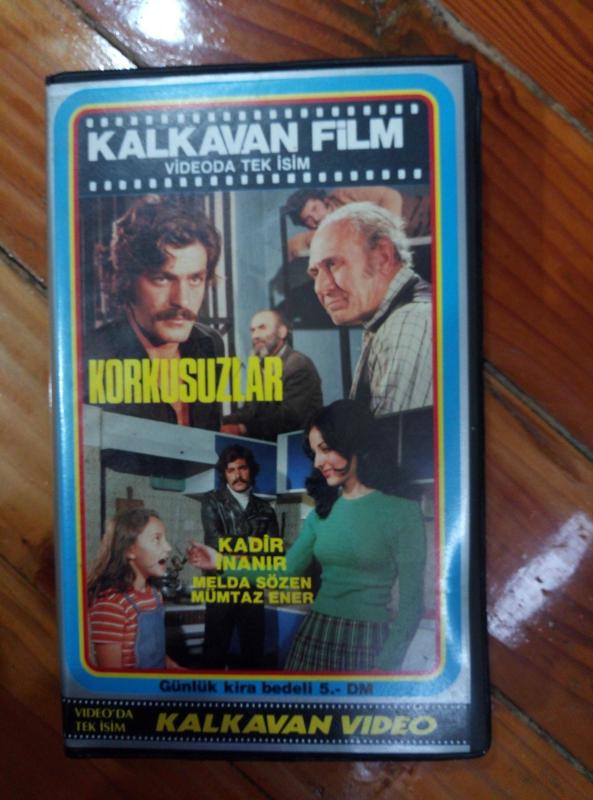 KALKAVAN FİLM
VİDEODA TEK İSİM
KORKUSUZLAR
KADİR
İNANIR
MELDA SÖZEN
MÜMTAZ ENER
Günlük kira bedeli 5.- DM
VIDEO'DA
TEK İSİM
KALKAVAN VIDEO